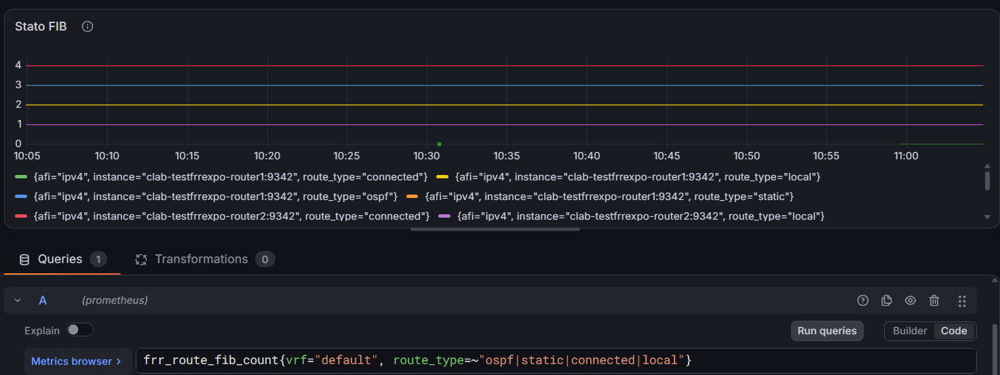 Stato FIB
4
3
2
1
0
10:05 10:10 10:15 10:20 10:25 10:30 10:35 10:40 10:45 10:50 10:55 11:00
{afi="ipv4", instance="clab-testfrrexpo-router1:9342", route_type="connected"} {afi="ipv4", instance="clab-testfrrexpo-router1:9342", route_type="local"}
{afi="ipv4", instance="clab-testfrrexpo-router1:9342", route_type="ospf"} {afi="ipv4", instance="clab-testfrrexpo-router1:9342", route_type="static"}
{afi="ipv4", instance="clab-testfrrexpo-router2:9342", route_type="connected"} {afi="ipv4", instance="clab-testfrrexpo-router2:9342", route_type="local"}
Queries 1 Transformations 0
A (prometheus)
Explain Run queries Builder Code
Metrics browser > frr_route_fib_count{vrf="default", route_type=~"ospf|static|connected|local"}